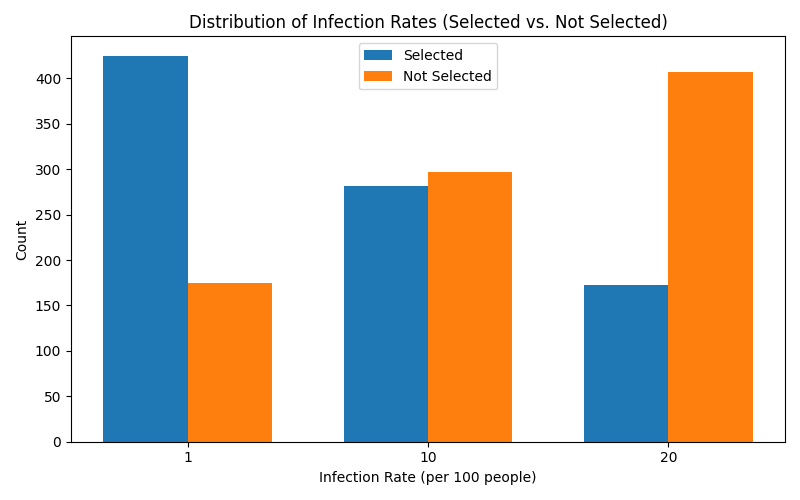 Distribution of Infection Rates (Selected vs. Not Selected)
Selected
Not Selected
400
350
300
250
200
150
100
50
0
Count
1
10
20
Infection Rate (per 100 people)